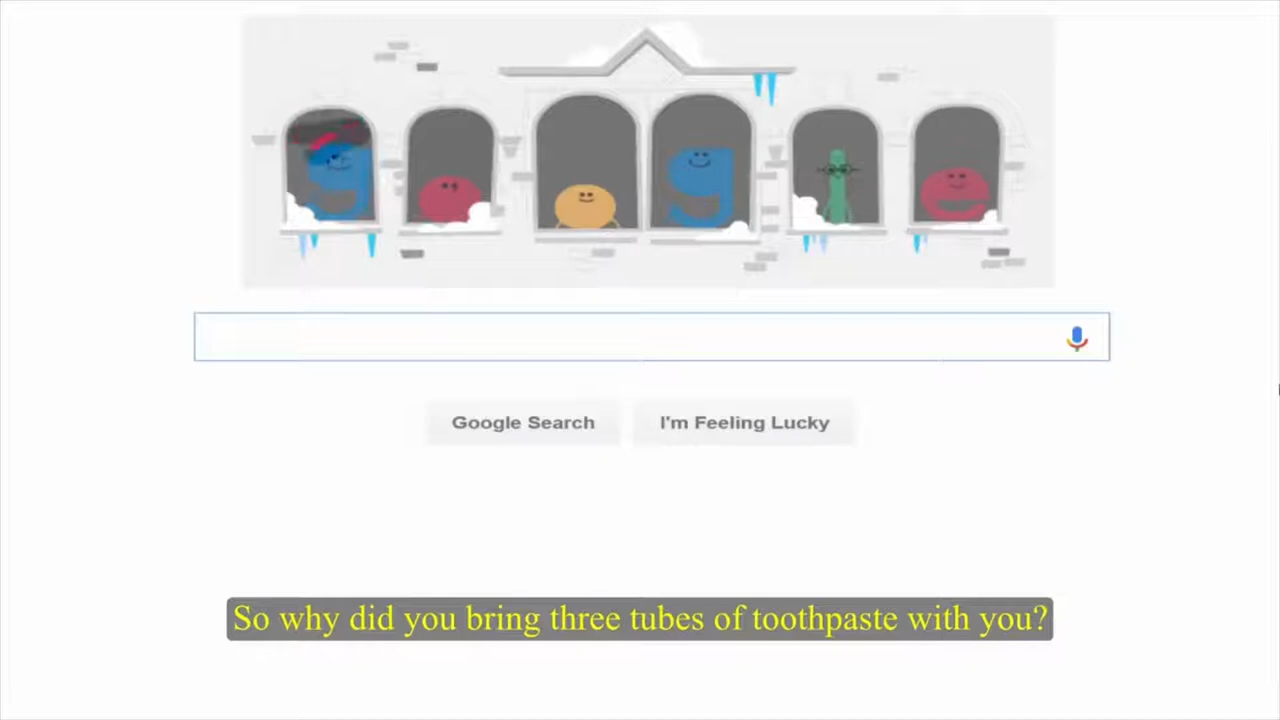 Google Search
I'm Feeling Lucky
So why did you bring three tubes of toothpaste with you?